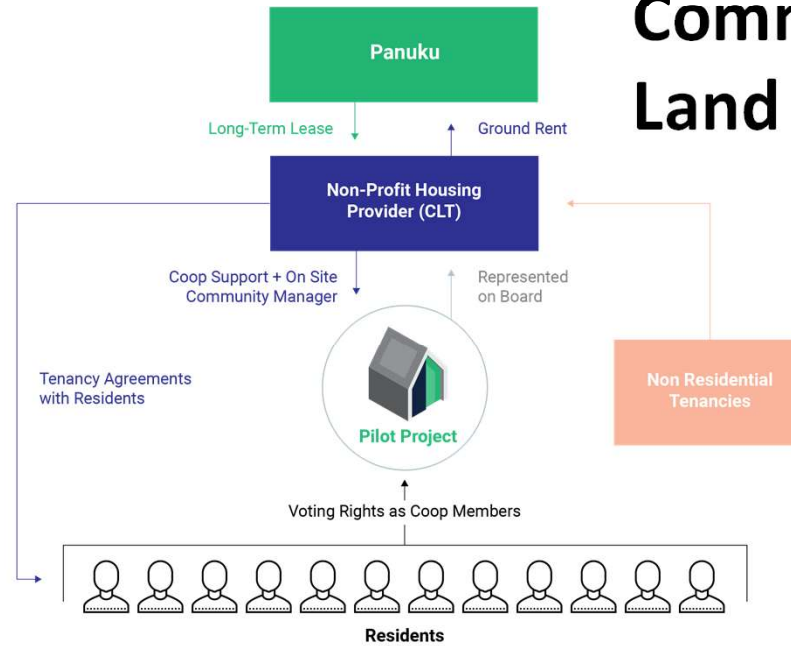 Panuku
Land
Long-Term Lease
Ground Rent
Non-Profit Housing
Provider (CLT)
Coop Support + On Site
Community Manager
Represented
on Board
Tenancy Agreements
with Residents
Non Residential
Tenancies
Pilot Project
Voting Rights as Coop Members
Residents